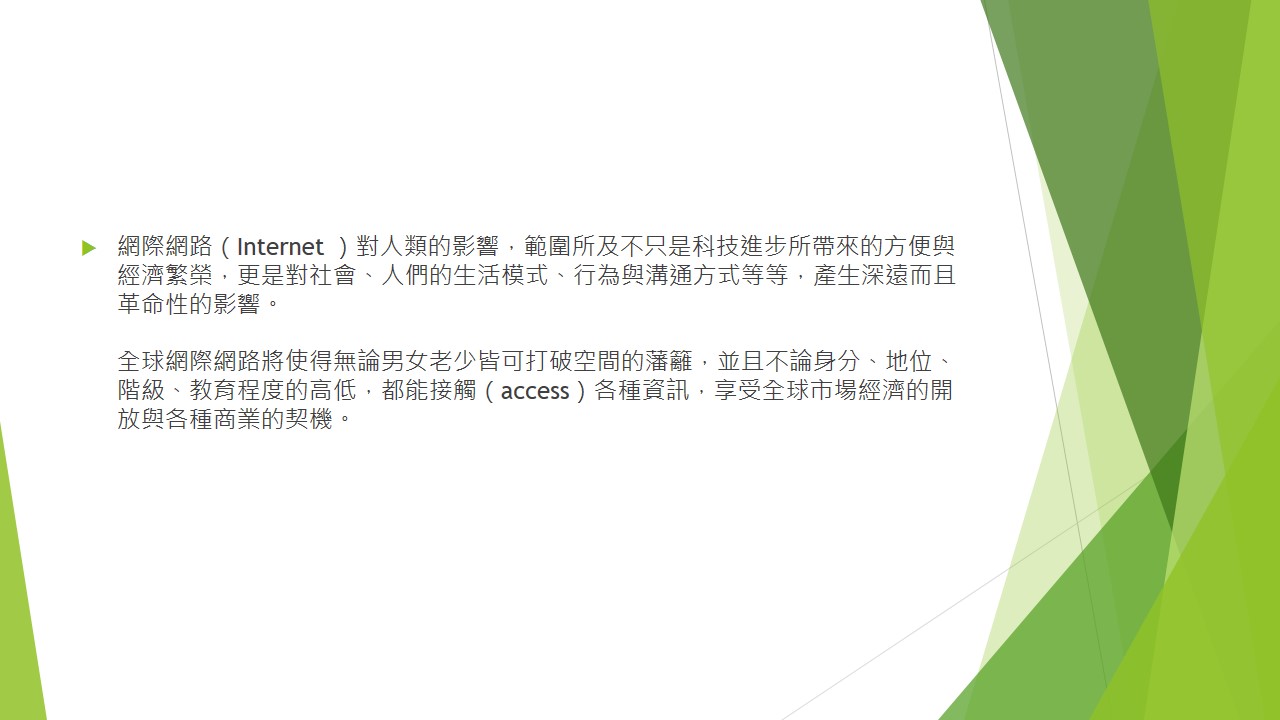 網際網路（Internet ）對人類的影響，範圍所及不只是科技進步所帶來的方便與
經濟繁榮，更是對社會、人們的生活模式、行為與溝通方式等等，產生深遠而且
革命性的影響。
全球網際網路將使得無論男女老少皆可打破空間的藩籬，並且不論身分、地位、
階級、教育程度的高低，都能接觸（access）各種資訊，享受全球市場經濟的開
放與各種商業的契機。